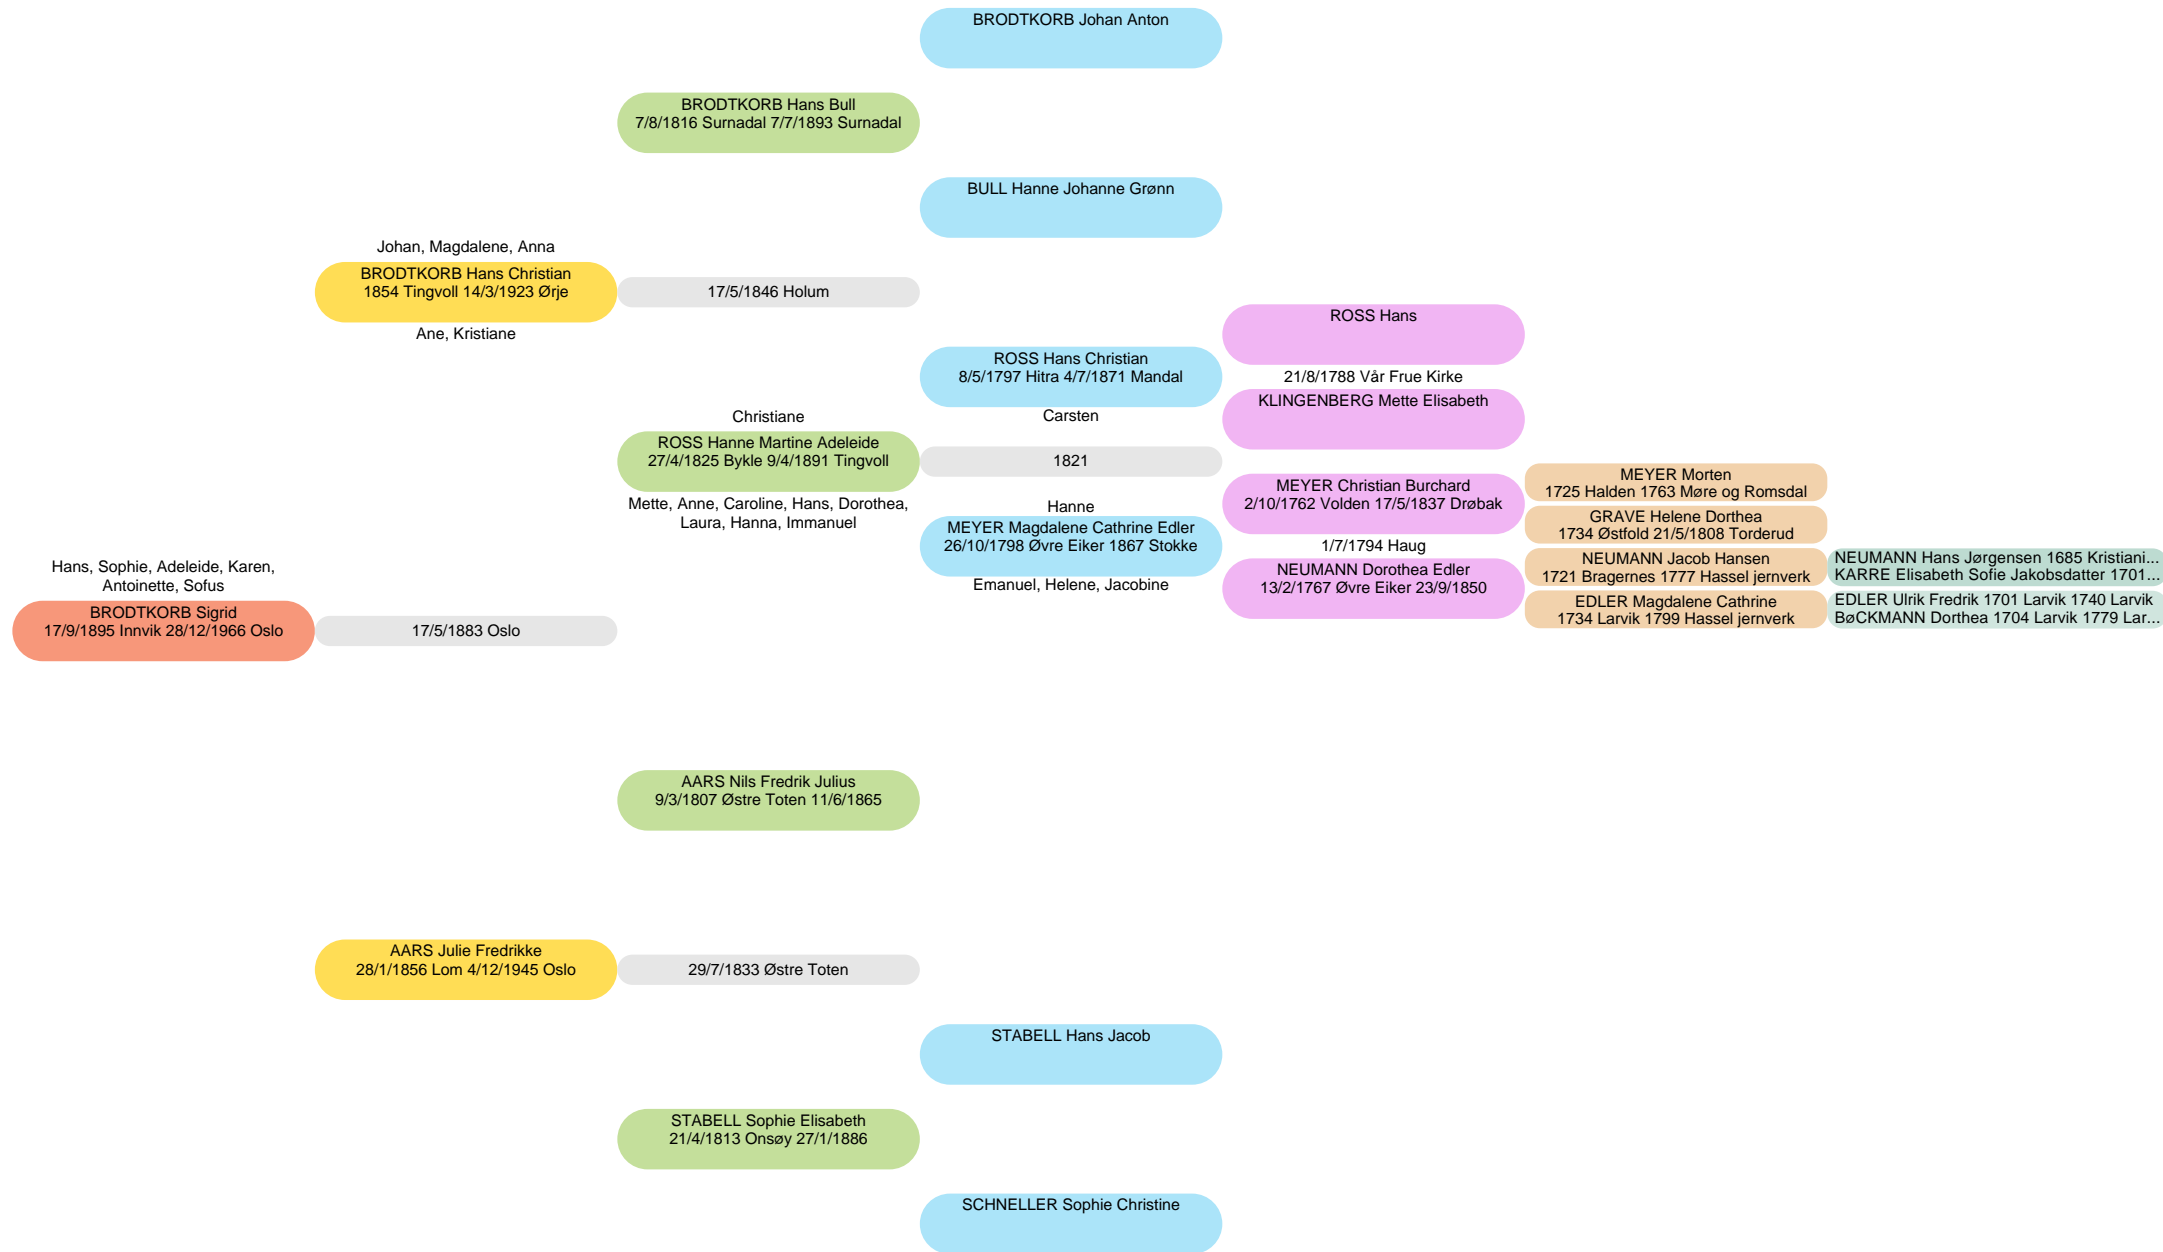 BRODTKORB Johan Anton
BRODTKORB Hans Bull
7/8/1816 Surnadal 7/7/1893 Surnadal
BULL Hanne Johanne Grønn
Johan, Magdalene, Anna
BRODTKORB Hans Christian
1854 Tingvoll 14/3/1923 Ørje
Ane, Kristiane
17/5/1846 Holum
ROSS Hans
ROSS Hans Christian
8/5/1797 Hitra 4/7/1871 Mandal
Carsten
21/8/1788 Vår Frue Kirke
KLINGENBERG Mette Elisabeth
Christiane
ROSS Hanne Martine Adeleide
27/4/1825 Bykle 9/4/1891 Tingvoll
Mette, Anne, Caroline, Hans, Dorothea,
Laura, Hanna, Immanuel
1821
MEYER Christian Burchard
2/10/1762 Volden 17/5/1837 Drøbak
MEYER Morten
1725 Halden 1763 Møre og Romsdal
GRAVE Helene Dorthea
1734 Østfold 21/5/1808 Torderud
Hanne
MEYER Magdalene Cathrine Edler
26/10/1798 Øvre Eiker 1867 Stokke
Emanuel, Helene, Jacobine
1/7/1794 Haug
NEUMANN Dorothea Edler
13/2/1767 Øvre Eiker 23/9/1850
NEUMANN Jacob Hansen
1721 Bragernes 1777 Hassel jernverk
NEUMANN Hans Jørgensen 1685 Kristiani...
KARRE Elisabeth Sofie Jakobsdatter 1701...
EDLER Magdalene Cathrine
1734 Larvik 1799 Hassel jernverk
EDLER Ulrik Fredrik 1701 Larvik 1740 Larvik
BøCKMANN Dorthea 1704 Larvik 1779 Lar...
Hans, Sophie, Adeleide, Karen,
Antoinette, Sofus
BRODTKORB Sigrid
17/9/1895 Innvik 28/12/1966 Oslo
17/5/1883 Oslo
AARS Nils Fredrik Julius
9/3/1807 Østre Toten 11/6/1865
AARS Julie Fredrikke
28/1/1856 Lom 4/12/1945 Oslo
29/7/1833 Østre Toten
STABELL Hans Jacob
STABELL Sophie Elisabeth
21/4/1813 Onsøy 27/1/1886
SCHNELLER Sophie Christine